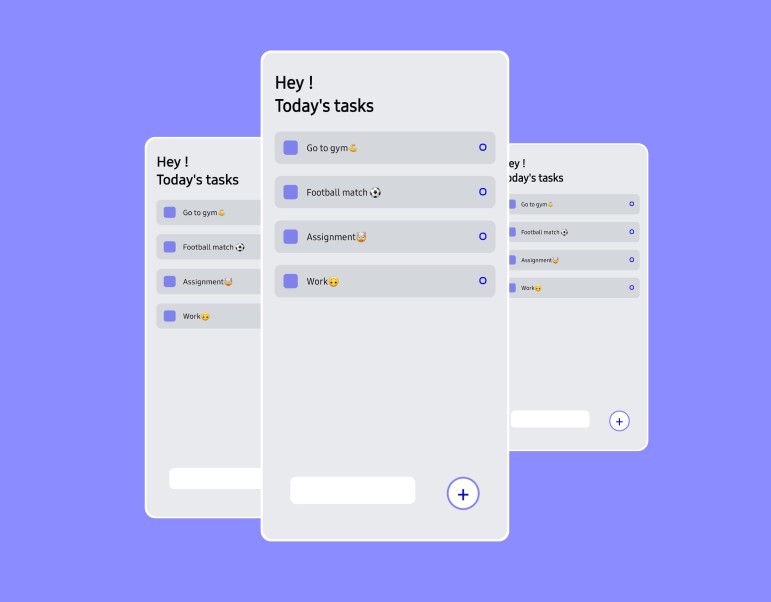 Hey !
Today's tasks
Go to gym💪
Football match ⚽
Assignment🤯
Work🥴
+
Hey !
Today's tasks
Go to gym💪
Football match ⚽
Assignment🤯
Work🥴
ey !
oday's tasks
Go to gym💪
Football match ⚽
Assignment🤯
Work🥴
+